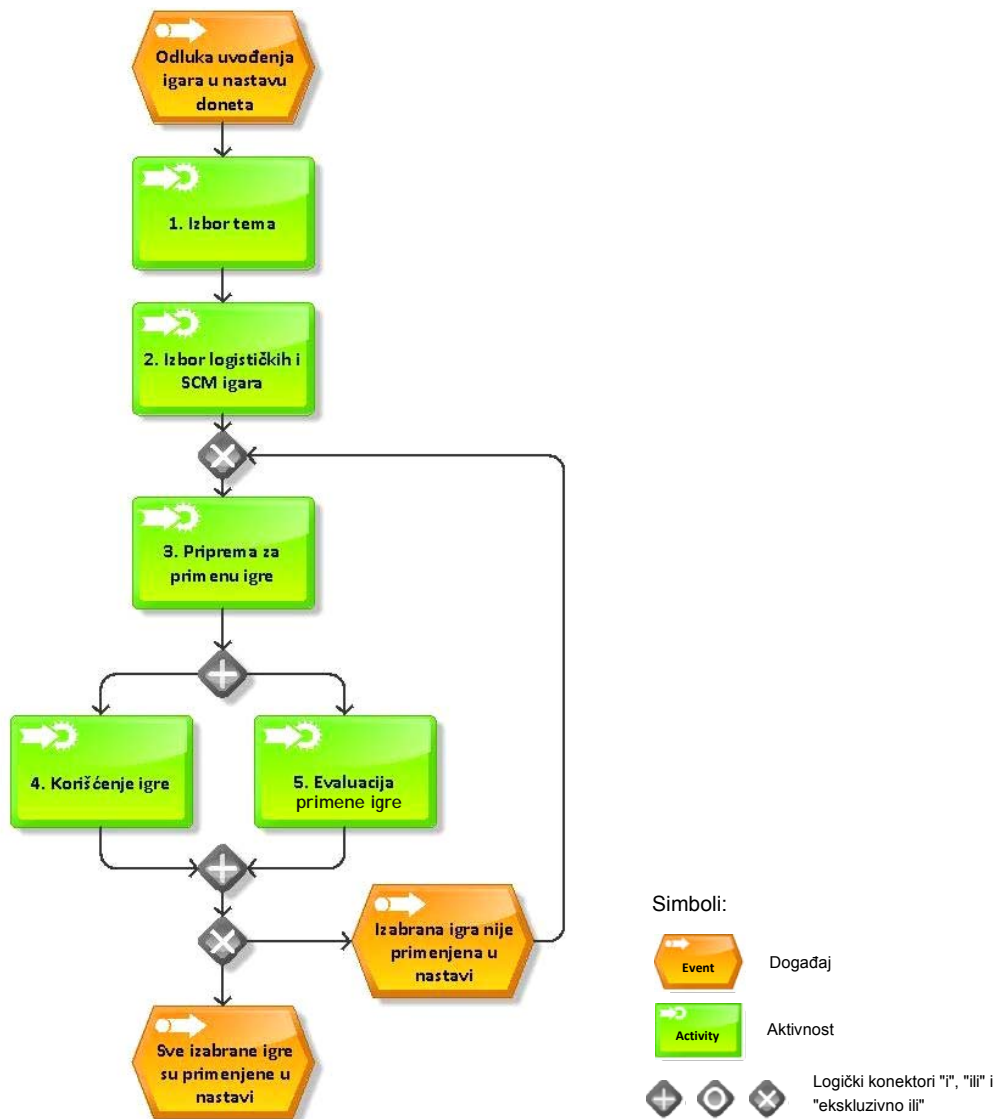 Odluka uvođenja
igara u nastavu
doneta
1. Izbor tema
2. Izbor logističkih i
SCM igara
3. Priprema za
primenu igre
4. Korišćenje igre
5. Evaluacija
primene igre
Izabrana igra nije
primenjena u
nastavi
Sve izabrane igre
su primenjene u
nastavi
Simboli:
Event
Događaj
Activity
Aktivnost
Logički konektori "i", "ili" i
"ekskluzivno ili"